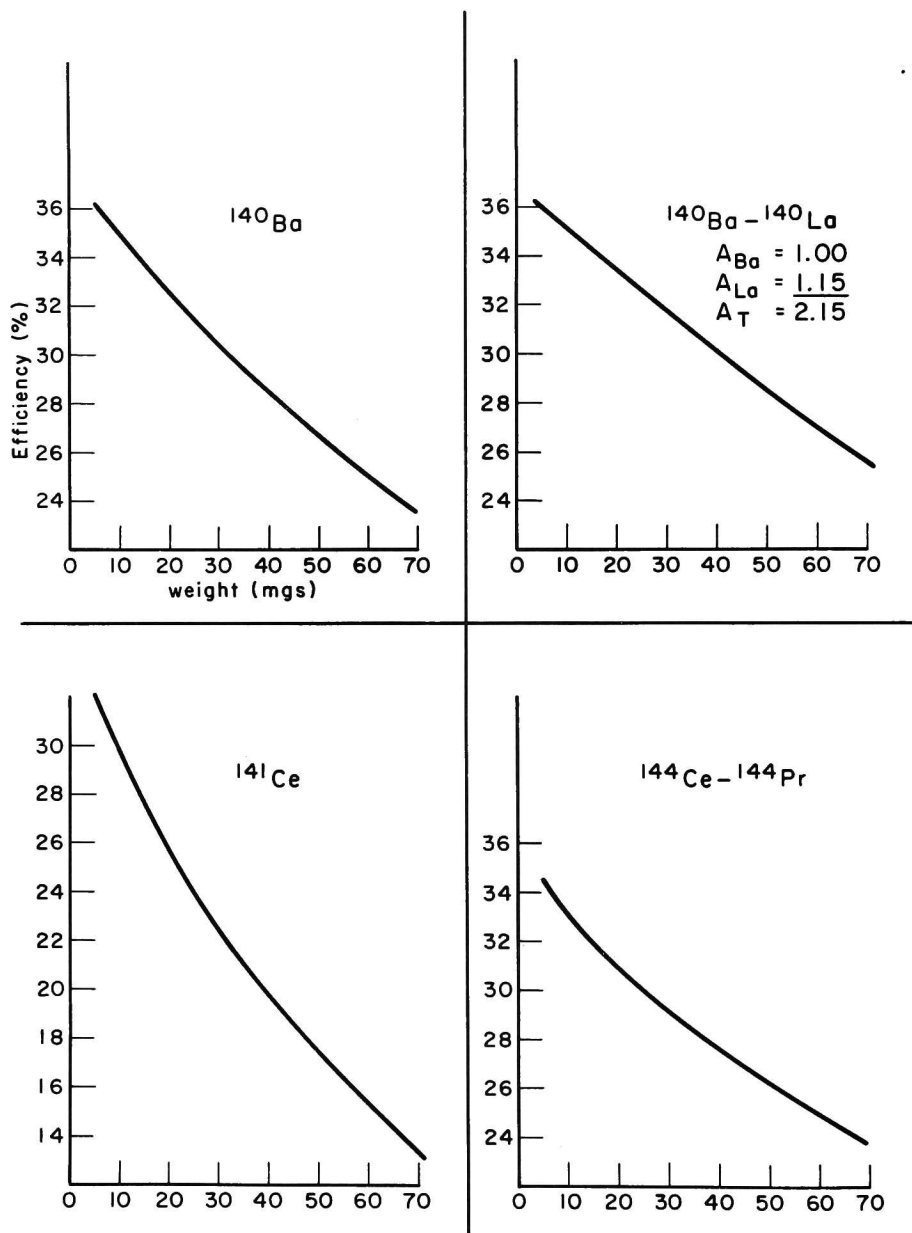 36
34
32
30
28
26
24
Efficiency (%)
¹⁴⁰Ba
0 10 20 30 40 50 60 70
weight (mgs)
36
34
32
30
28
26
24
¹⁴⁰Ba – ¹⁴⁰La
A_Ba = 1.00
A_La = 1.15
A_T = 2.15
0 10 20 30 40 50 60 70
30
28
26
24
22
20
18
16
14
¹⁴¹Ce
0 10 20 30 40 50 60 70
36
34
32
30
28
26
24
¹⁴⁴Ce – ¹⁴⁴Pr
0 10 20 30 40 50 60 70